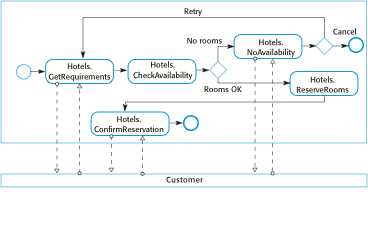 Retry
Cancel
No rooms
Hotels.
NoAvailability
Hotels.
GetRequirements
Hotels.
CheckAvailability
Rooms OK
Hotels.
ReserveRooms
Hotels.
ConfirmReservation
Customer